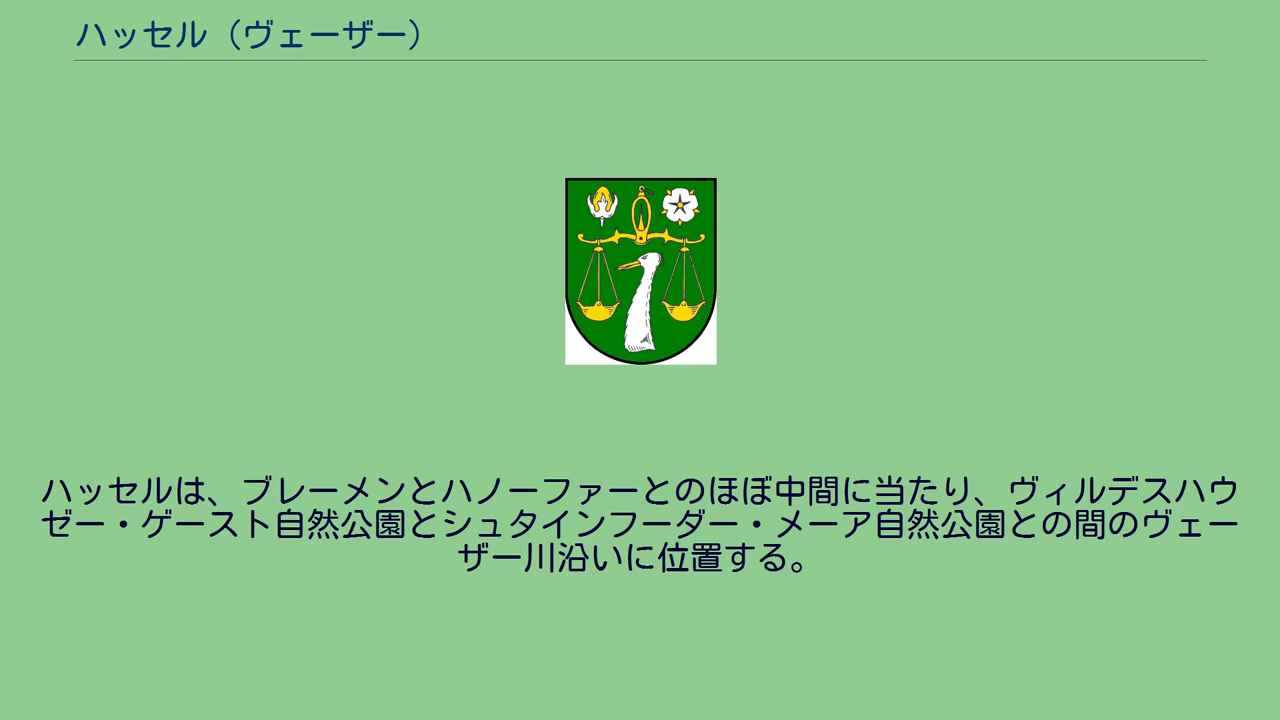 ハッセル（ヴェーザー）
ハッセルは、ブレーメンとハノーファーとのほぼ中間に当たり、ヴィルデスハウ
ゼー・ゲースト自然公園とシュタインフーダー・メーア自然公園との間のヴェー
ザー川沿いに位置する。